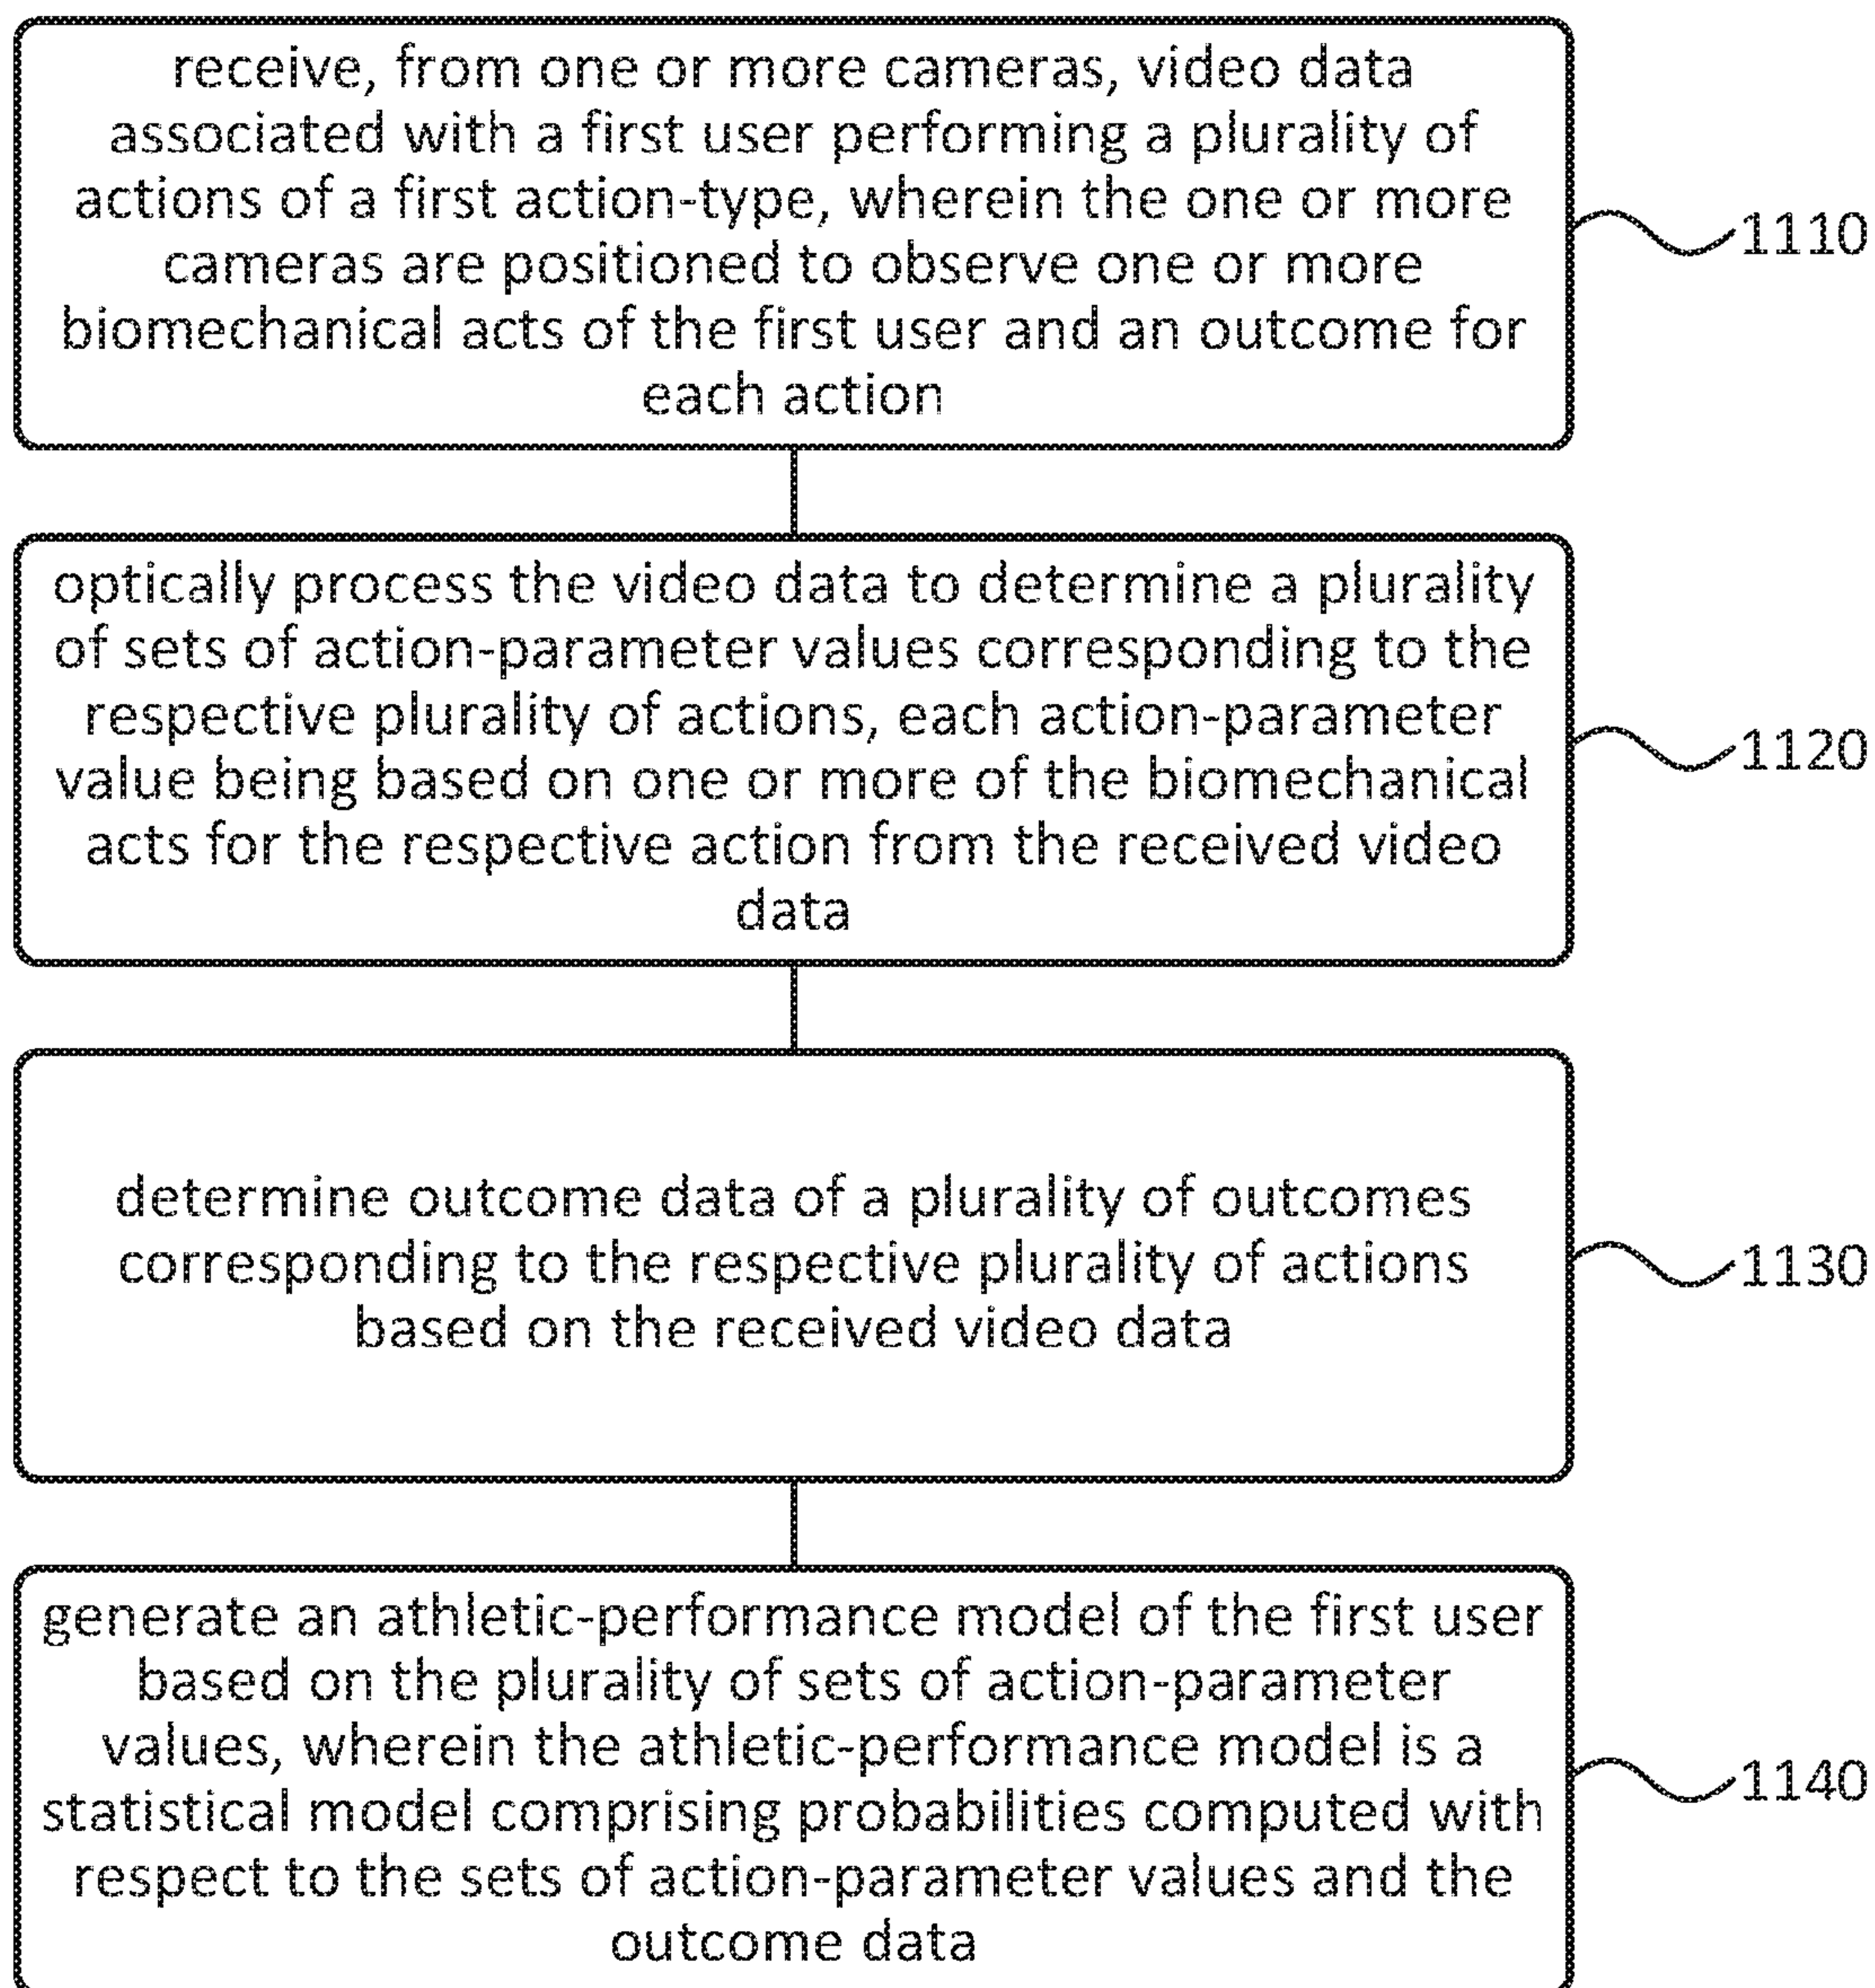 receive, from one or more cameras, video data
associated with a first user performing a plurality of
actions of a first action-type, wherein the one or more
cameras are positioned to observe one or more
biomechanical acts of the first user and an outcome for
each action
1110
optically process the video data to determine a plurality
of sets of action-parameter values corresponding to the
respective plurality of actions, each action-parameter
value being based on one or more of the biomechanical
acts for the respective action from the received video
data
1120
determine outcome data of a plurality of outcomes
corresponding to the respective plurality of actions
based on the received video data
1130
generate an athletic-performance model of the first user
based on the plurality of sets of action-parameter
values, wherein the athletic-performance model is a
statistical model comprising probabilities computed with
respect to the sets of action-parameter values and the
outcome data
1140